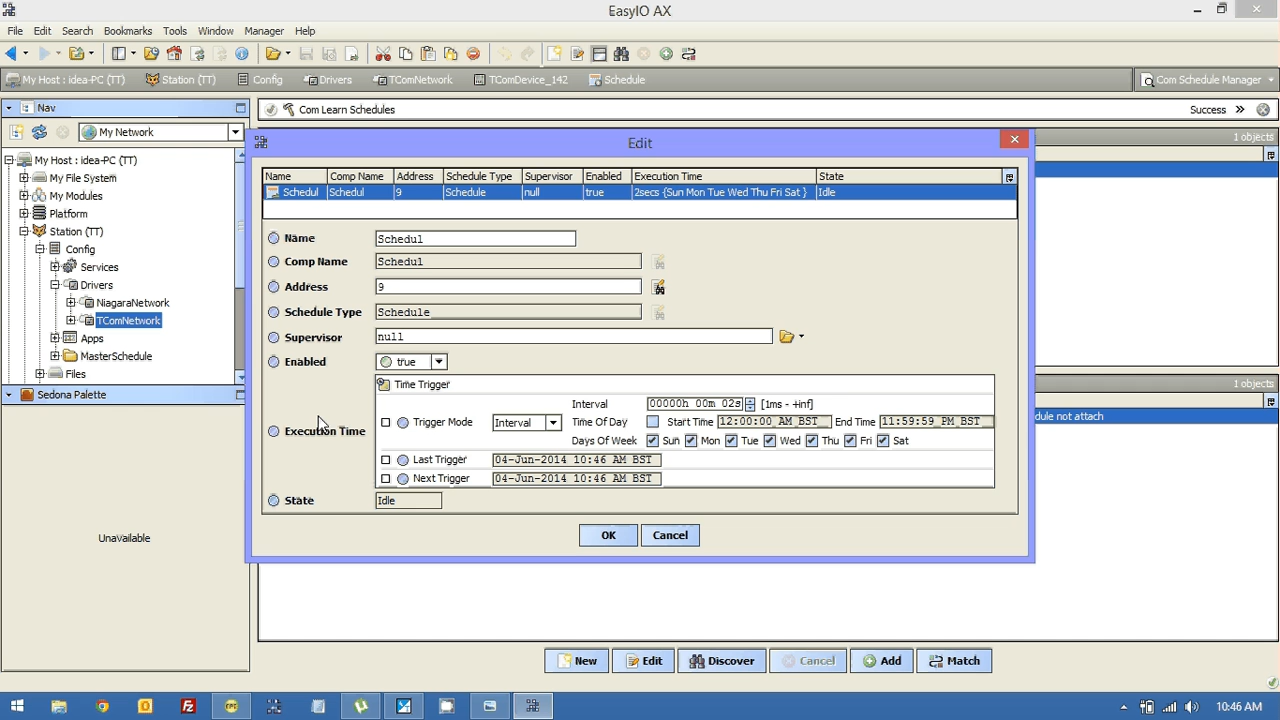 EasyIO AX
File Edit Search Bookmarks Tools Window Manager Help
My Host : idea-PC (TT) Station (TT) Config Drivers TComNetwork TComDevice_142 Schedule Com Schedule Manager
Nav
Com Learn Schedules Success »
My Network
1 objects
Edit
My Host : idea-PC (TT)
My File System
My Modules
Platform
Station (TT)
Config
Services
Drivers
NiagaraNetwork
TComNetwork
Apps
MasterSchedule
Files
Sedona Palette
Unavailable
Name Comp Name Address Schedule Type Supervisor Enabled Execution Time State
Schedul Schedul 9 Schedule null true 2secs {Sun Mon Tue Wed Thu Fri Sat } Idle
Name Schedul
Comp Name Schedul
Address 9
Schedule Type Schedule
Supervisor null
Enabled true
Execution Time
Time Trigger
Interval 00000h 00m 02s [1ms - +inf]
Trigger Mode Interval Time Of Day Start Time 12:00:00_AM_BST End Time 11:59:59_PM_BST
Days Of Week Sun Mon Tue Wed Thu Fri Sat
Last Trigger 04-Jun-2014 10:46 AM BST
Next Trigger 04-Jun-2014 10:46 AM BST
State Idle
OK Cancel
1 objects
dule not attach
New Edit Discover Cancel Add Match
10:46 AM